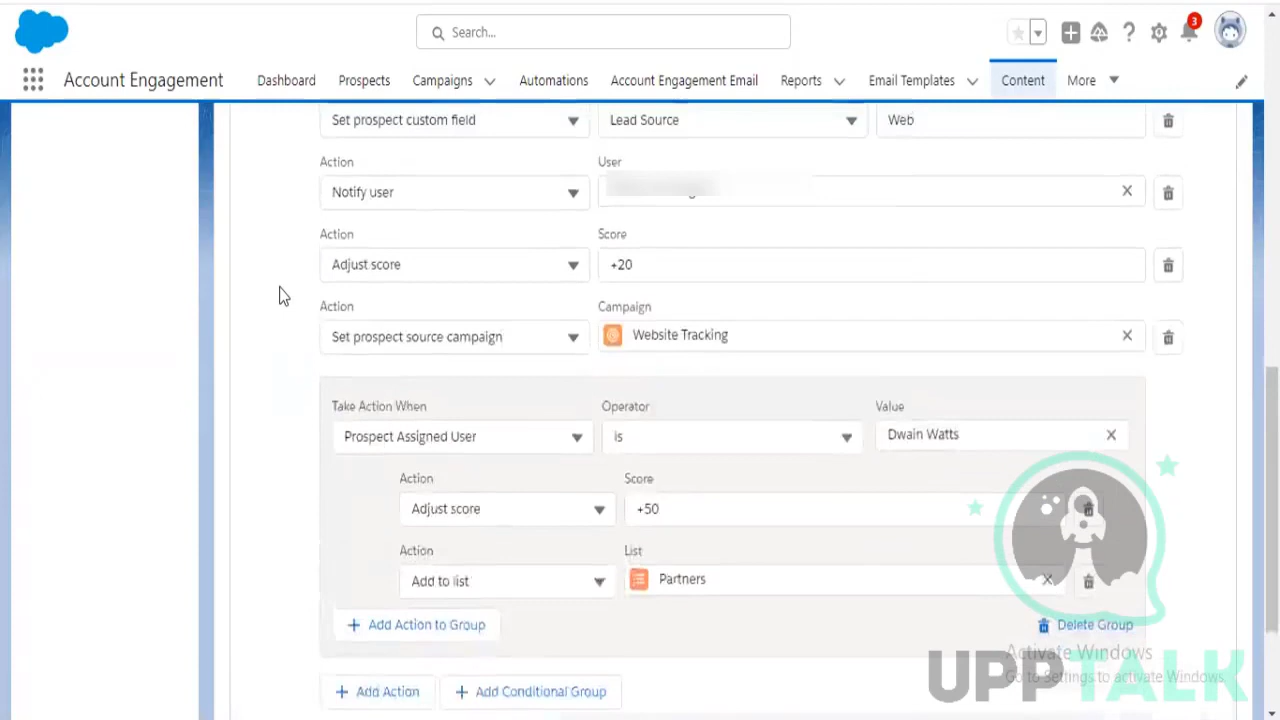 Search...
3
Account Engagement
Dashboard
Prospects
Campaigns
Automations
Account Engagement Email
Reports
Email Templates
Content
More
Set prospect custom field
Lead Source
Web
Action
User
Notify user
Action
Score
Adjust score
+20
Action
Campaign
Set prospect source campaign
Website Tracking
Take Action When
Operator
Value
Prospect Assigned User
is
Dwain Watts
Action
Score
Adjust score
+50
Action
List
Add to list
Partners
+ Add Action to Group
Delete Group
+ Add Action
+ Add Conditional Group
Activate Windows
Go to Settings to activate Windows.
UPPTALK